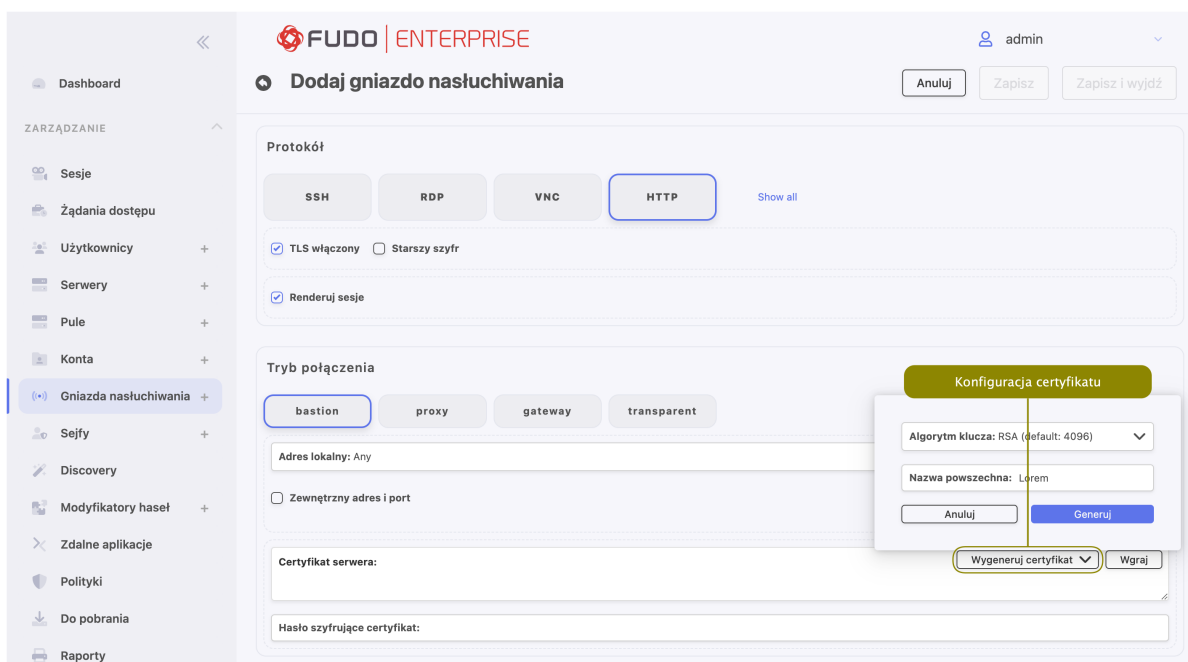 FUDO ENTERPRISE
admin
Dashboard
Dodaj gniazdo nasłuchiwania
Anuluj
Zapisz
Zapisz i wyjdź
ZARZĄDZANIE
Sesje
Żądania dostępu
Użytkownicy +
Serwery +
Pule +
Konta +
Gniazda nasłuchiwania +
Sejfy +
Discovery
Modyfikatory haseł +
Zdalne aplikacje
Polityki
Do pobrania
Raporty
Protokół
SSH
RDP
VNC
HTTP
Show all
TLS włączony
Starszy szyfr
Renderuj sesje
Tryb połączenia
bastion
proxy
gateway
transparent
Adres lokalny: Any
Zewnętrzny adres i port
Konfiguracja certyfikatu
Algorytm klucza: RSA (default: 4096)
Nazwa powszechna: Lorem
Anuluj
Generuj
Certyfikat serwera:
Wygeneruj certyfikat
Wgraj
Hasło szyfrujące certyfikat: